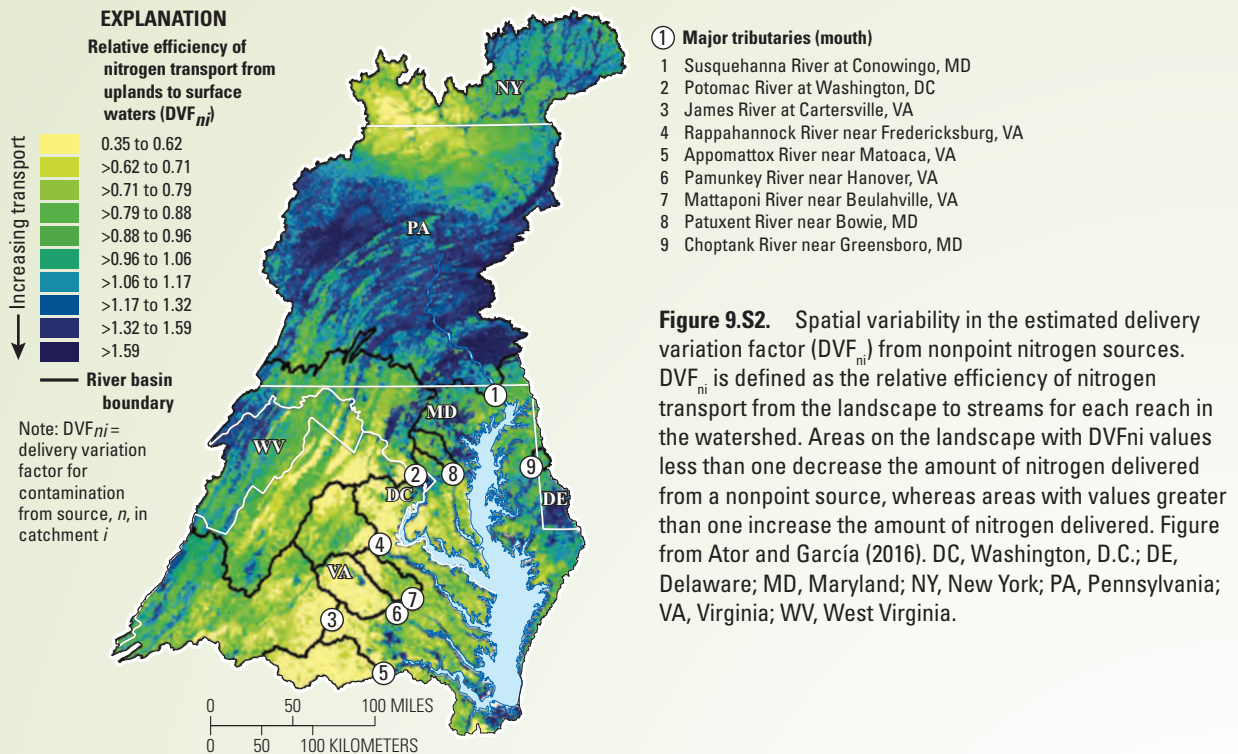 EXPLANATION
Relative efficiency of
nitrogen transport from
uplands to surface
waters (DVFni)
Increasing transport
0.35 to 0.62
>0.62 to 0.71
>0.71 to 0.79
>0.79 to 0.88
>0.88 to 0.96
>0.96 to 1.06
>1.06 to 1.17
>1.17 to 1.32
>1.32 to 1.59
>1.59
River basin
boundary
Note: DVFni =
delivery variation
factor for
contamination
from source, n, in
catchment i
NY
PA
MD
WV
DC
DE
VA
1
2
8
9
4
7
6
3
5
0 50 100 MILES
0 50 100 KILOMETERS
1 Major tributaries (mouth)
1 Susquehanna River at Conowingo, MD
2 Potomac River at Washington, DC
3 James River at Cartersville, VA
4 Rappahannock River near Fredericksburg, VA
5 Appomattox River near Matoaca, VA
6 Pamunkey River near Hanover, VA
7 Mattaponi River near Beulahville, VA
8 Patuxent River near Bowie, MD
9 Choptank River near Greensboro, MD
Figure 9.S2. Spatial variability in the estimated delivery
variation factor (DVFni) from nonpoint nitrogen sources.
DVFni is defined as the relative efficiency of nitrogen
transport from the landscape to streams for each reach in
the watershed. Areas on the landscape with DVFni values
less than one decrease the amount of nitrogen delivered
from a nonpoint source, whereas areas with values greater
than one increase the amount of nitrogen delivered. Figure
from Ator and García (2016). DC, Washington, D.C.; DE,
Delaware; MD, Maryland; NY, New York; PA, Pennsylvania;
VA, Virginia; WV, West Virginia.